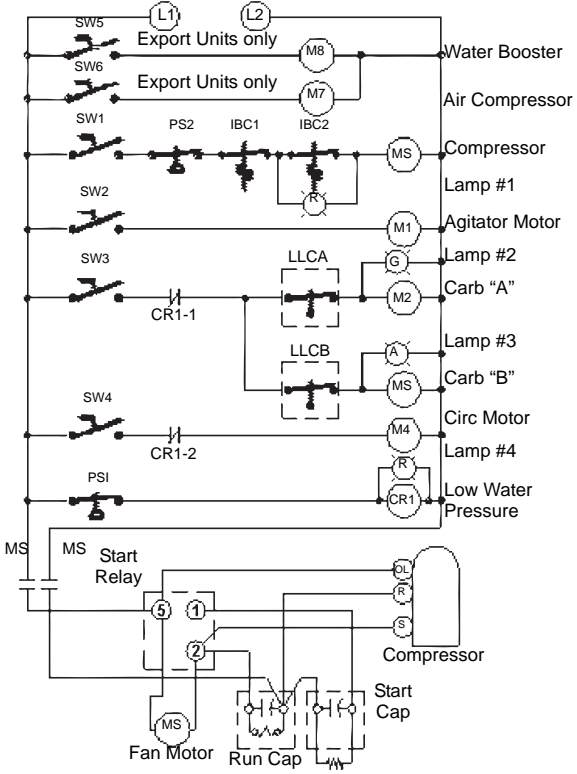 L1 L2
SW5
Export Units only M8 Water Booster
SW6
Export Units only M7 Air Compressor
SW1 PS2 IBC1 IBC2
MS Compressor
R Lamp #1
SW2
M1 Agitator Motor
SW3 LLCA G Lamp #2
M2 Carb “A”
CR1-1
LLCB A Lamp #3
MS Carb “B”
SW4 Circ Motor
M4
CR1-2 Lamp #4
R
PSI CR1 Low Water
Pressure
MS MS
Start
Relay
OL
5 1 R
S
2
Compressor
Start
Cap
MS
Fan Motor Run Cap